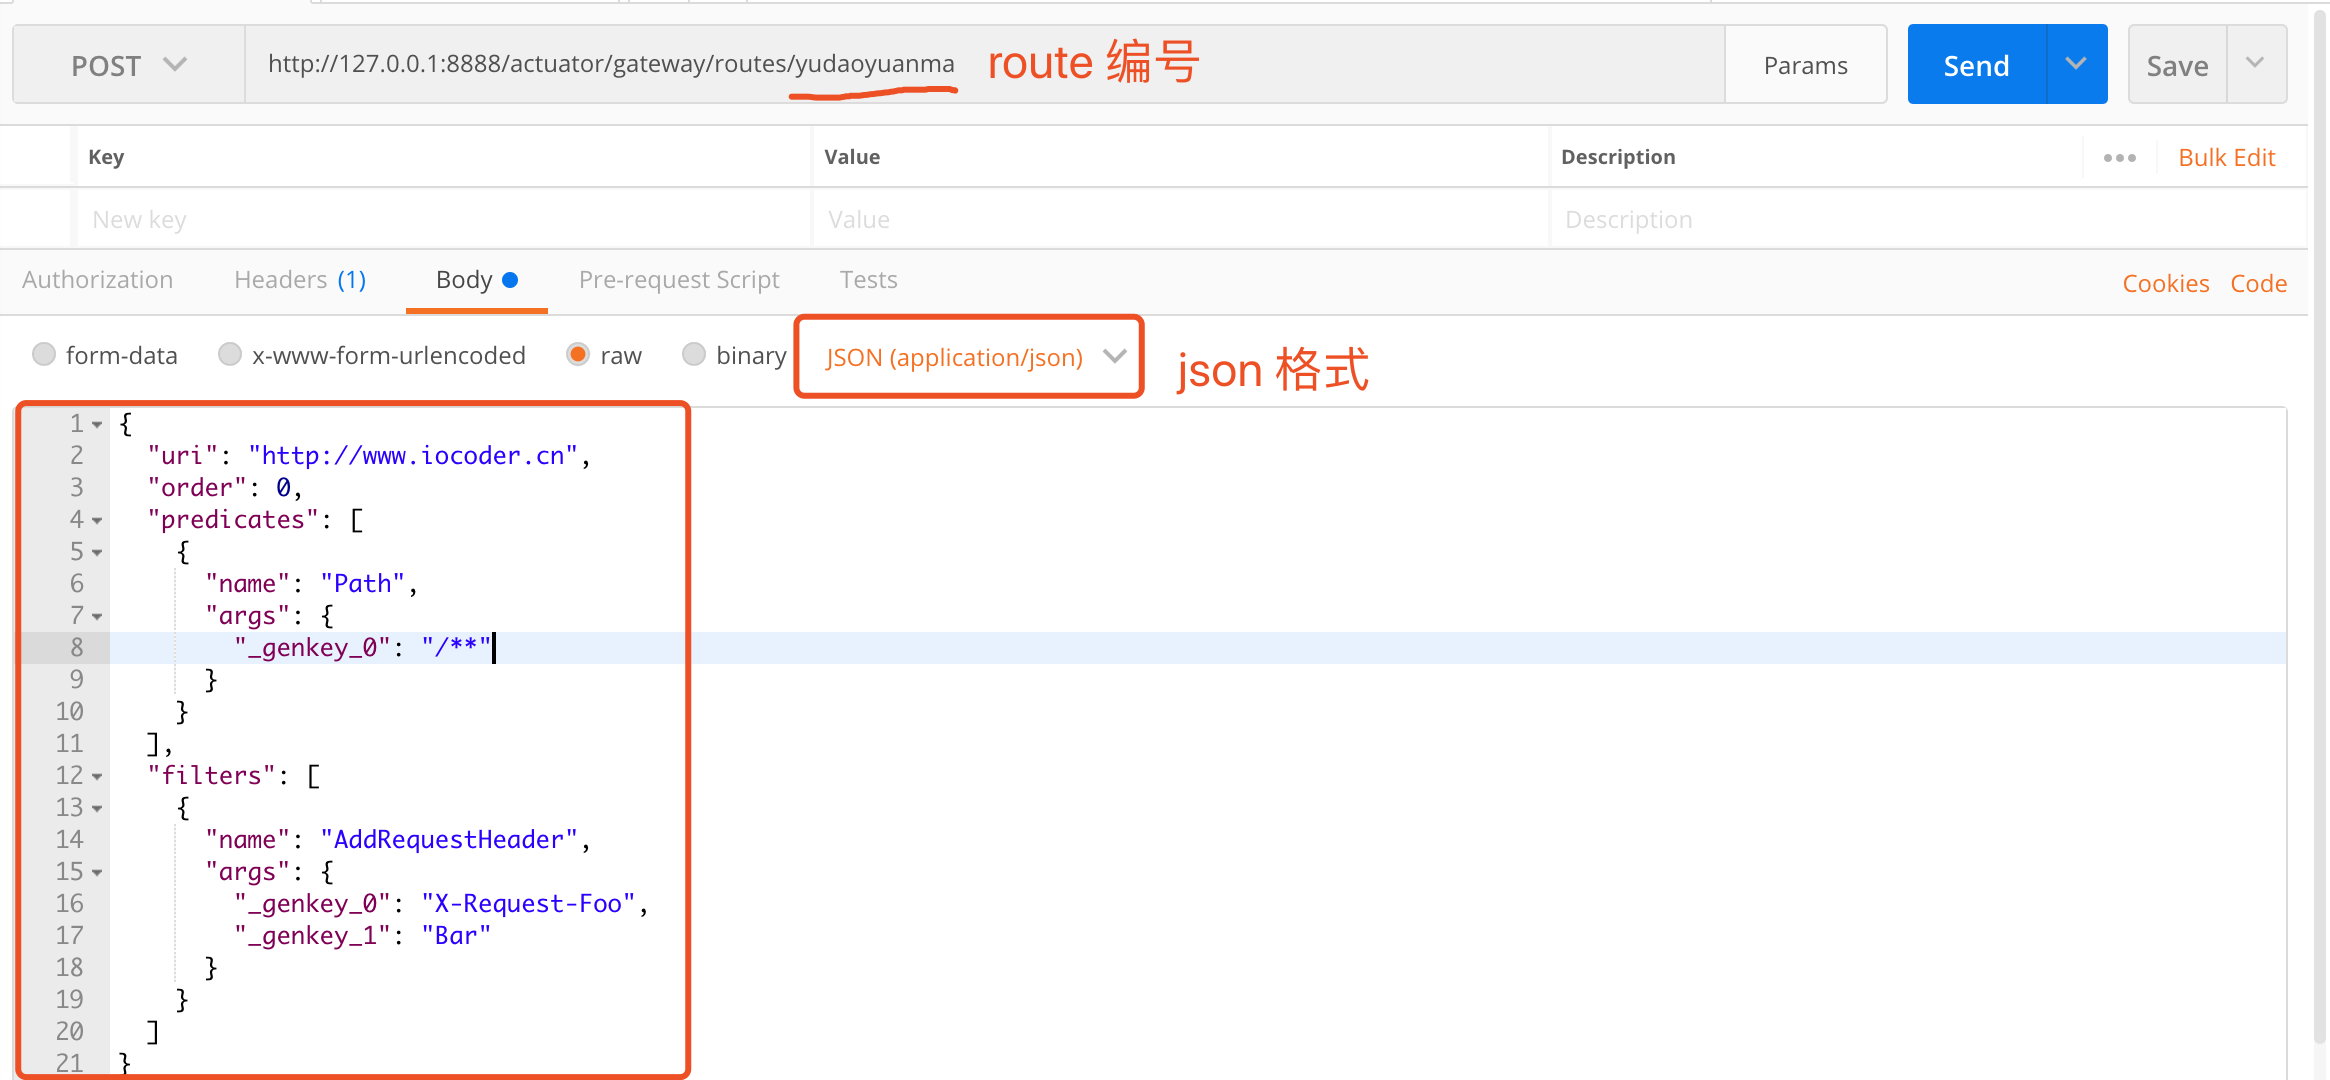 POST http://127.0.0.1:8888/actuator/gateway/routes/yudaoyuanma route 编号 Params Send Save
Key Value Description ••• Bulk Edit
New key Value Description
Authorization Headers (1) Body Pre-request Script Tests Cookies Code
form-data x-www-form-urlencoded raw binary JSON (application/json) json 格式
1 {
2 "uri": "http://www.iocoder.cn",
3 "order": 0,
4 "predicates": [
5 {
6 "name": "Path",
7 "args": {
8 "_genkey_0": "/**"
9 }
10 }
11 ],
12 "filters": [
13 {
14 "name": "AddRequestHeader",
15 "args": {
16 "_genkey_0": "X-Request-Foo",
17 "_genkey_1": "Bar"
18 }
19 }
20 ]
21 }